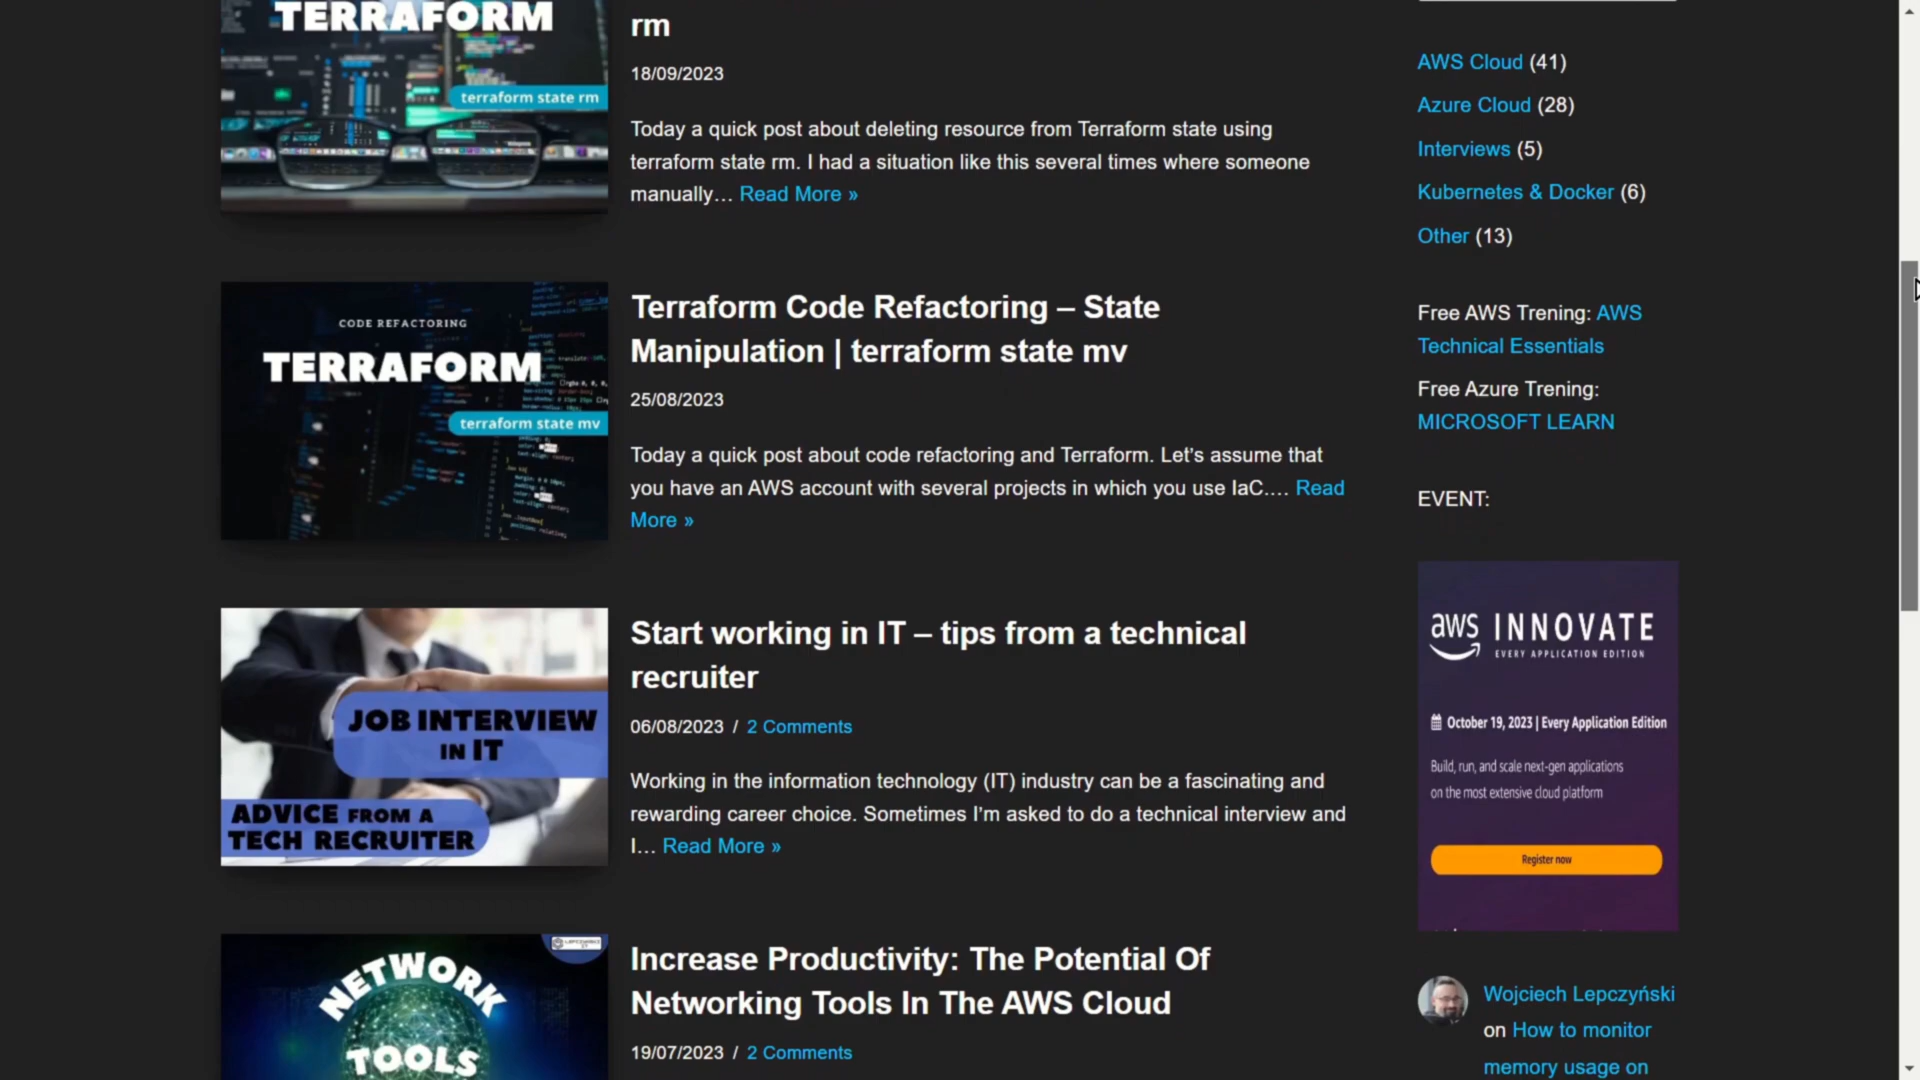 TERRAFORM
terraform state rm
rm
18/09/2023
Today a quick post about deleting resource from Terraform state using
terraform state rm. I had a situation like this several times where someone
manually… Read More »
CODE REFACTORING
TERRAFORM
terraform state mv
Terraform Code Refactoring – State
Manipulation | terraform state mv
25/08/2023
Today a quick post about code refactoring and Terraform. Let's assume that
you have an AWS account with several projects in which you use IaC.… Read
More »
JOB INTERVIEW
IN IT
ADVICE FROM A
TECH RECRUITER
Start working in IT – tips from a technical
recruiter
06/08/2023 / 2 Comments
Working in the information technology (IT) industry can be a fascinating and
rewarding career choice. Sometimes I'm asked to do a technical interview and
I… Read More »
NETWORK
TOOLS
Increase Productivity: The Potential Of
Networking Tools In The AWS Cloud
19/07/2023 / 2 Comments
AWS Cloud (41)
Azure Cloud (28)
Interviews (5)
Kubernetes & Docker (6)
Other (13)
Free AWS Trening: AWS
Technical Essentials
Free Azure Trening:
MICROSOFT LEARN
EVENT:
aws INNOVATE
EVERY APPLICATION EDITION
October 19, 2023 | Every Application Edition
Build, run, and scale next-gen applications
on the most extensive cloud platform
Register now
Wojciech Lepczyński
on How to monitor
memory usage on